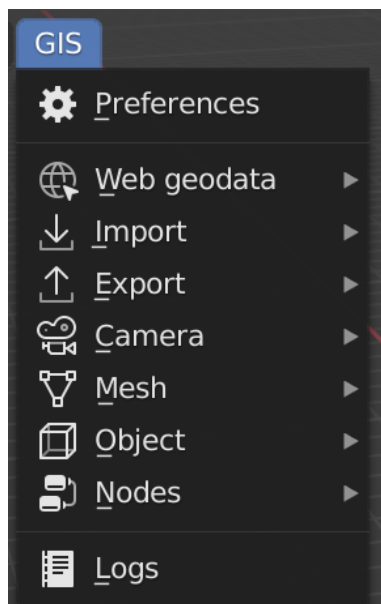 GIS
Preferences
Web geodata
Import
Export
Camera
Mesh
Object
Nodes
Logs